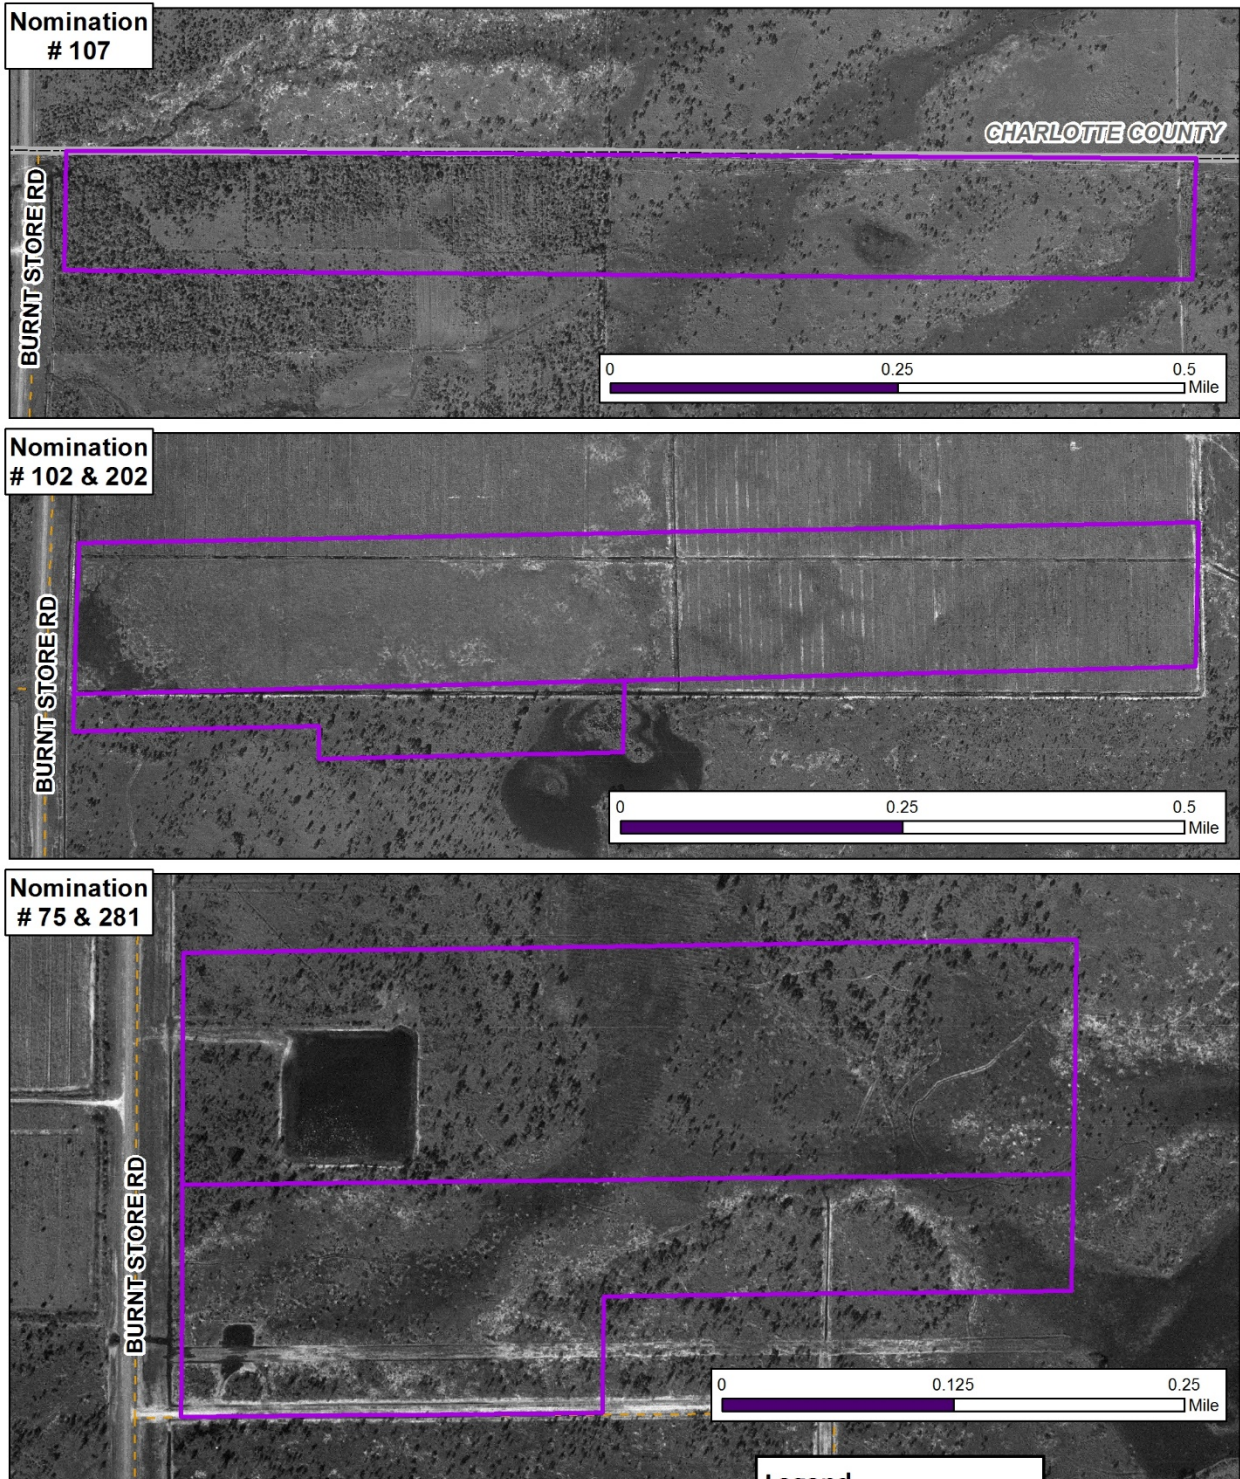 Nomination
# 107
CHARLOTTE COUNTY
BURNT STORE RD
0 0.25 0.5
Mile
Nomination
# 102 & 202
BURNT STORE RD
0 0.25 0.5
Mile
Nomination
# 75 & 281
BURNT STORE RD
0 0.125 0.25
Mile
Legend